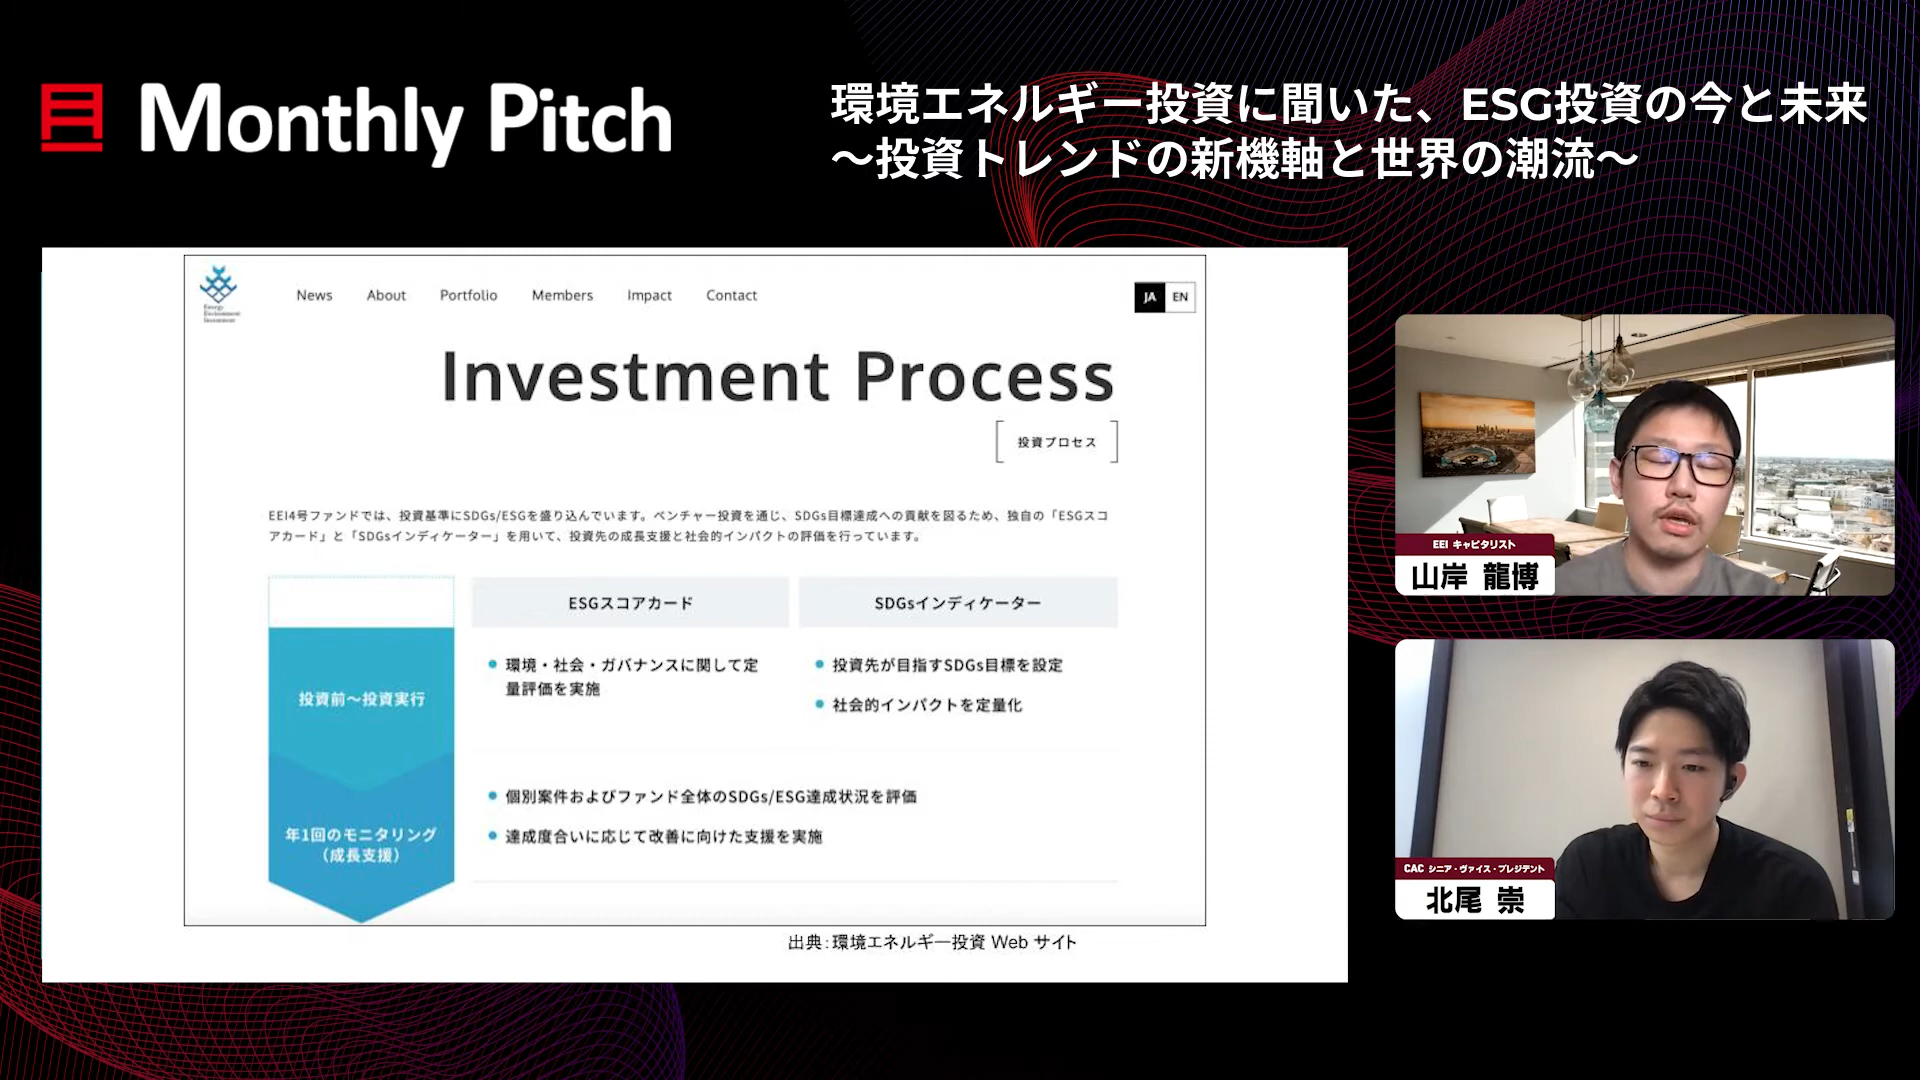 Monthly Pitch
環境エネルギー投資に聞いた、ESG投資の今と未来
〜投資トレンドの新機軸と世界の潮流〜
Energy
Environment
Investment
News
About
Portfolio
Members
Impact
Contact
JA
EN
Investment Process
投資プロセス
EEI4号ファンドでは、投資基準にSDGs/ESGを盛り込んでいます。ベンチャー投資を通じ、SDGs目標達成への貢献を図るため、独自の「ESGスコ
アカード」と「SDGsインディケーター」を用いて、投資先の成長支援と社会的インパクトの評価を行っています。
ESGスコアカード
SDGsインディケーター
投資前〜投資実行
環境・社会・ガバナンスに関して定
量評価を実施
投資先が目指すSDGs目標を設定
社会的インパクトを定量化
年1回のモニタリング
（成長支援）
個別案件およびファンド全体のSDGs/ESG達成状況を評価
達成度合いに応じて改善に向けた支援を実施
出典：環境エネルギー投資 Web サイト
EEI キャピタリスト
山岸 龍博
CAC シニア・ヴァイス・プレジデント
北尾 崇